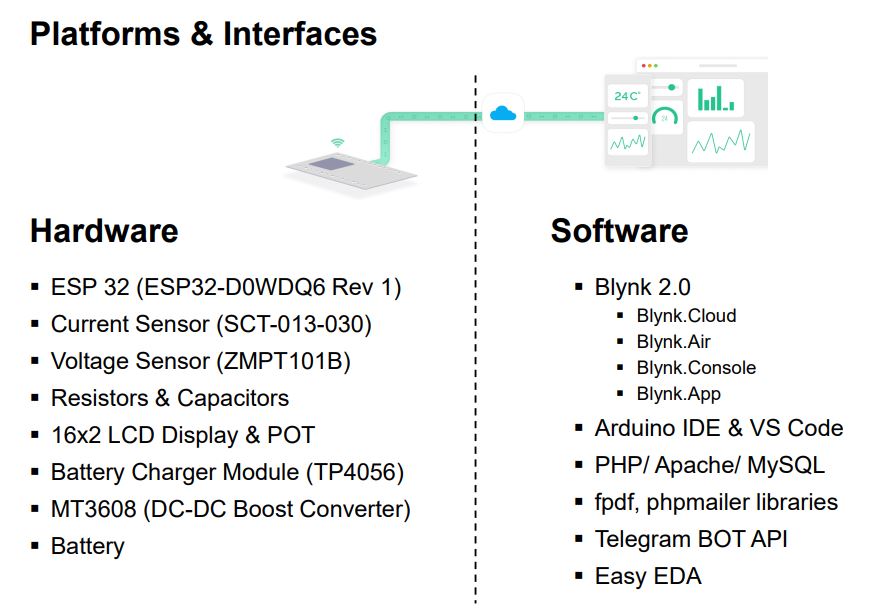 Platforms & Interfaces
24C°
24
Hardware
▪ ESP 32 (ESP32-D0WDQ6 Rev 1)
▪ Current Sensor (SCT-013-030)
▪ Voltage Sensor (ZMPT101B)
▪ Resistors & Capacitors
▪ 16x2 LCD Display & POT
▪ Battery Charger Module (TP4056)
▪ MT3608 (DC-DC Boost Converter)
▪ Battery
Software
▪ Blynk 2.0
▪ Blynk.Cloud
▪ Blynk.Air
▪ Blynk.Console
▪ Blynk.App
▪ Arduino IDE & VS Code
▪ PHP/ Apache/ MySQL
▪ fpdf, phpmailer libraries
▪ Telegram BOT API
▪ Easy EDA